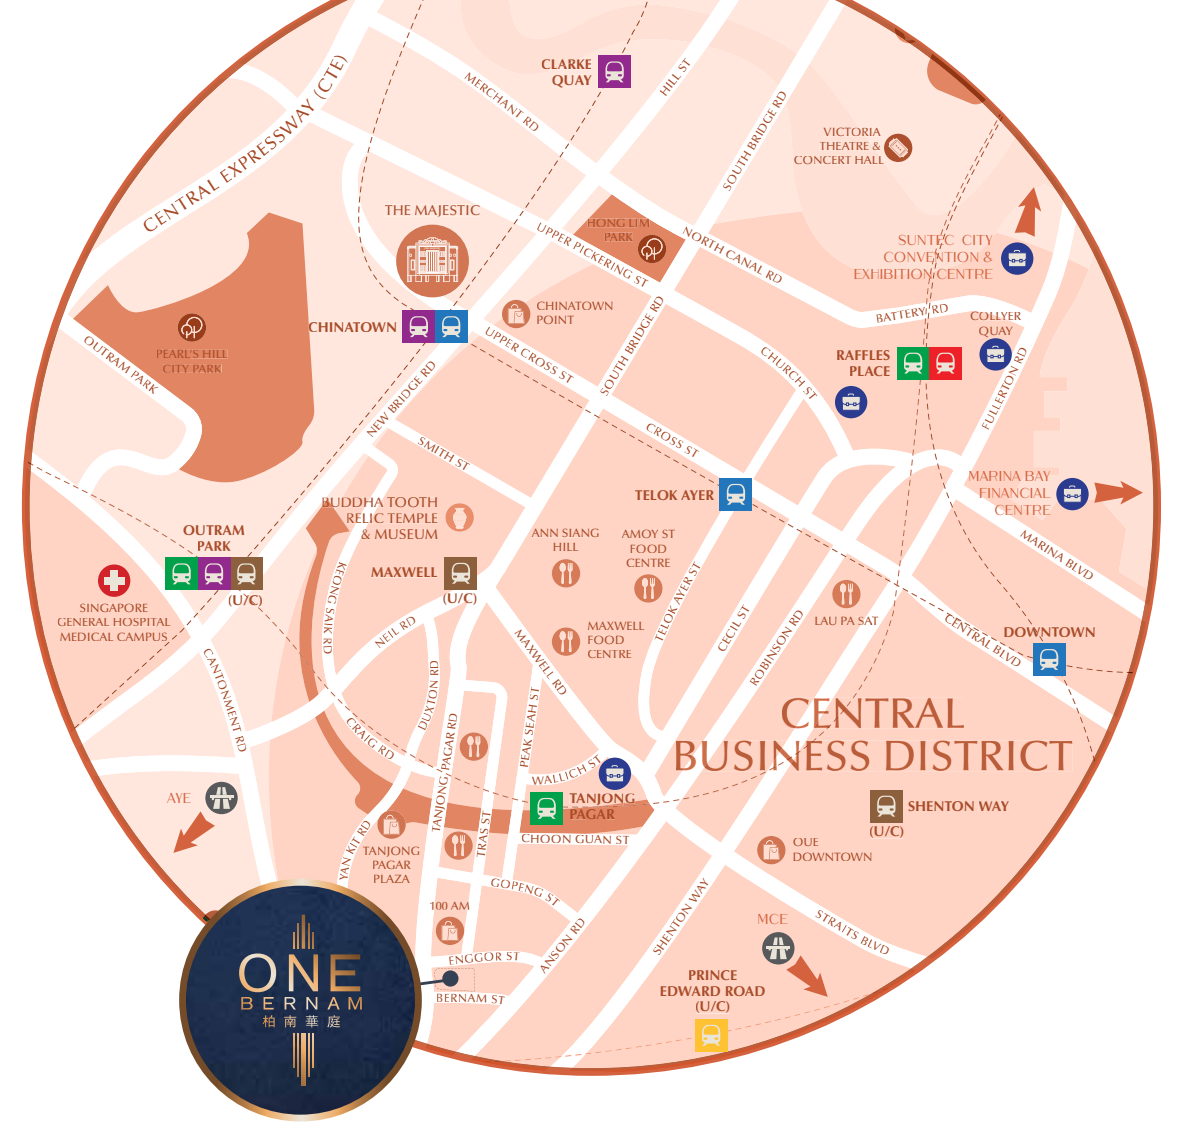 CLARKE
QUAY
MERCHANT RD
HILL ST
SOUTH BRIDGE RD
CENTRAL EXPRESSWAY (CTE)
VICTORIA
THEATRE &
CONCERT HALL
THE MAJESTIC
HONG LIM
PARK
UPPER PICKERING ST
NORTH CANAL RD
SUNTEC CITY
CONVENTION &
EXHIBITION CENTRE
BATTERY RD
COLLYER
QUAY
CHINATOWN
CHINATOWN
POINT
PEARL'S HILL
CITY PARK
OUTRAM PARK
UPPER CROSS ST
SOUTH BRIDGE RD
CHURCH ST
RAFFLES
PLACE
FULLERTON RD
NEW BRIDGE RD
SMITH ST
CROSS ST
TELOK AYER
MARINA BAY
FINANCIAL
CENTRE
BUDDHA TOOTH
RELIC TEMPLE
& MUSEUM
OUTRAM
PARK
(U/C)
MAXWELL
(U/C)
ANN SIANG
HILL
AMOY ST
FOOD
CENTRE
MARINA BLVD
SINGAPORE
GENERAL HOSPITAL
MEDICAL CAMPUS
KEONG SAIK RD
NEIL RD
MAXWELL
FOOD
CENTRE
TELOK AYER ST
CECIL ST
ROBINSON RD
LAU PA SAT
CENTRAL BLVD
DOWNTOWN
CANTONMENT RD
CRAIG RD
DUXTON RD
MAXWELL RD
PEAK SEAH ST
TANJONG PAGAR RD
CENTRAL
BUSINESS DISTRICT
WALLICH ST
TANJONG
PAGAR
SHENTON WAY
(U/C)
AYE
YAN KIT RD
TANJONG
PAGAR
PLAZA
TRAS ST
CHOON GUAN ST
OUE
DOWNTOWN
GOPENG ST
100 AM
ENGGOR ST
BERNAM ST
ANSON RD
SHENTON WAY
STRAITS BLVD
MCE
PRINCE
EDWARD ROAD
(U/C)
ONE
BERNAM
柏南華庭